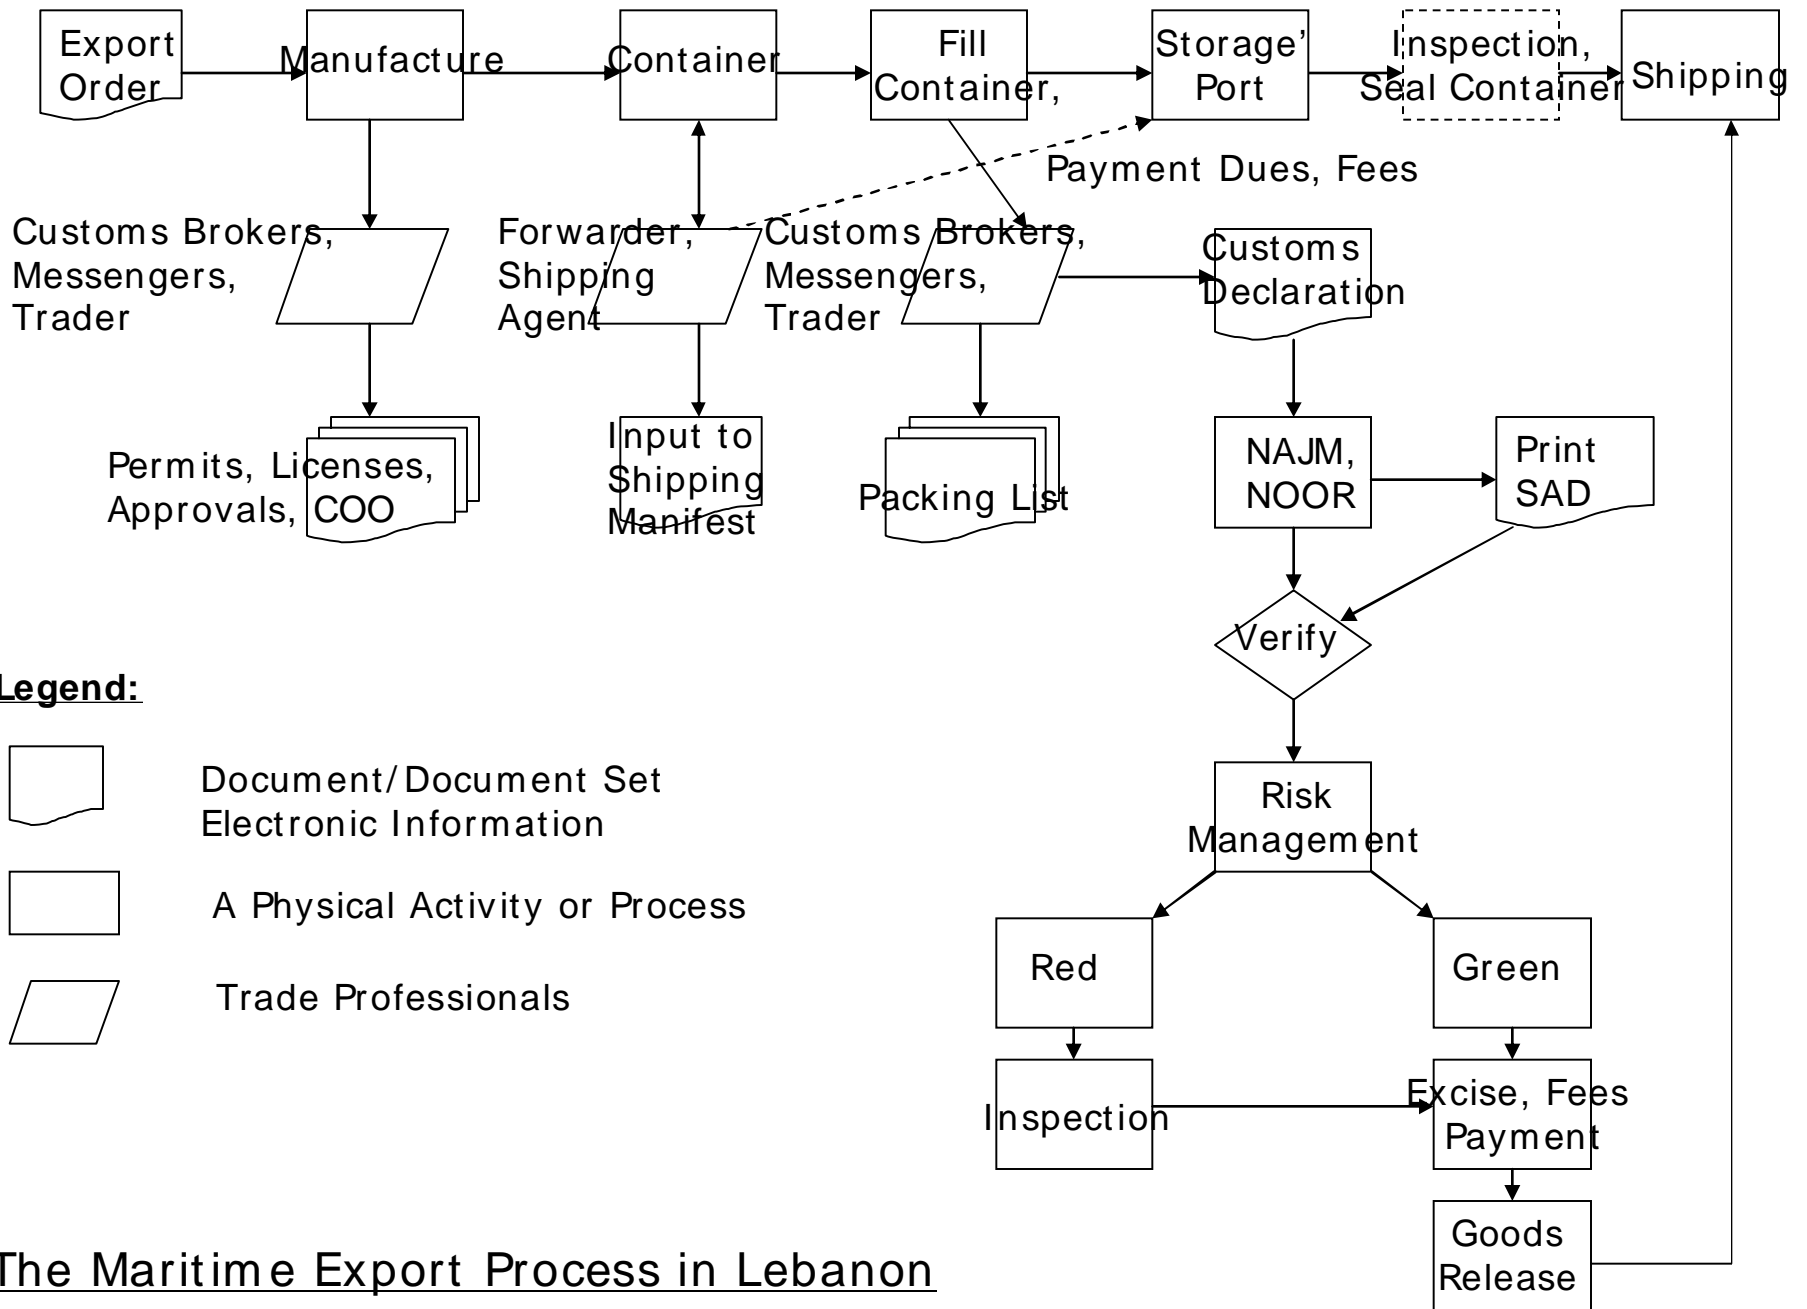 Export
Order
Manufacture
Container
Fill
Container,
Storage'
Port
Inspection,
Seal Container
Shipping
Payment Dues, Fees
Customs Brokers,
Messengers,
Trader
Forwarder,
Shipping
Agent
Customs Brokers,
Messengers,
Trader
Customs
Declaration
Permits, Licenses,
Approvals, COO
Input to
Shipping
Manifest
Packing List
NAJM,
NOOR
Print
SAD
Verify
Legend:
Document/Document Set
Electronic Information
A Physical Activity or Process
Trade Professionals
Risk
Management
Red
Green
Inspection
Excise, Fees
Payment
Goods
Release
The Maritime Export Process in Lebanon